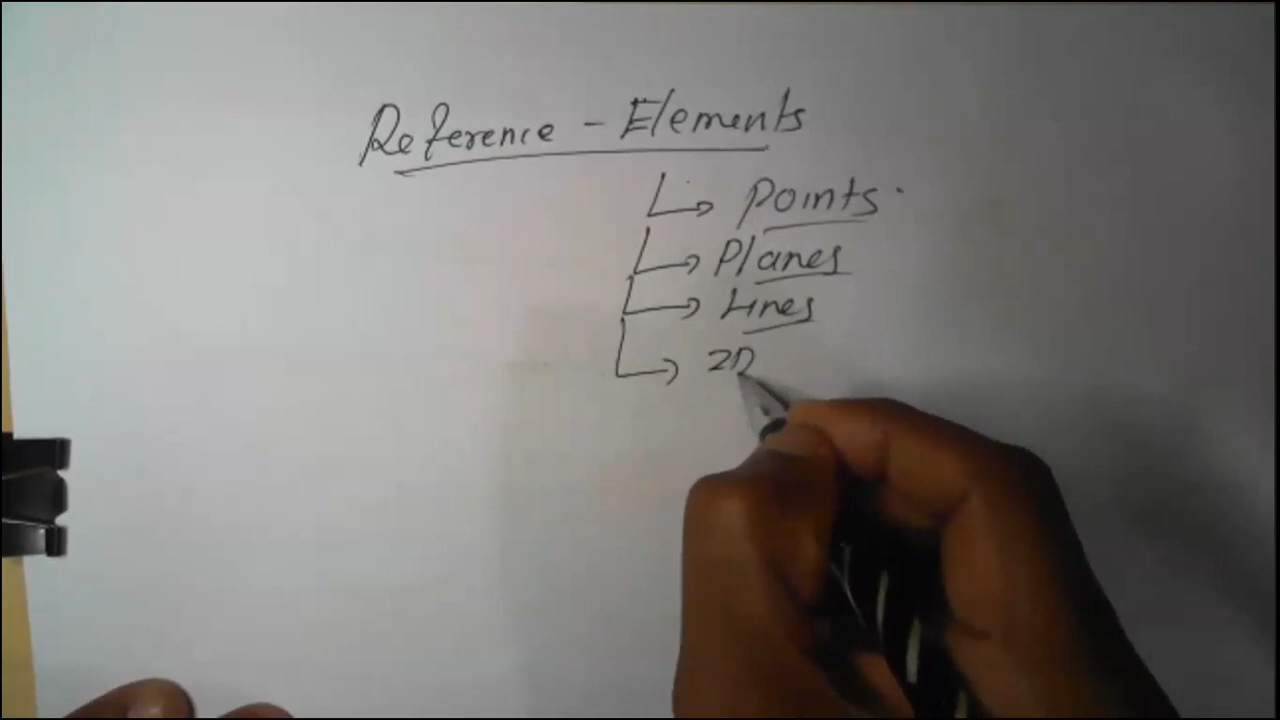 Reference - Elements
↳ Points.
↳ Planes
↳ Lines
↳ 2D